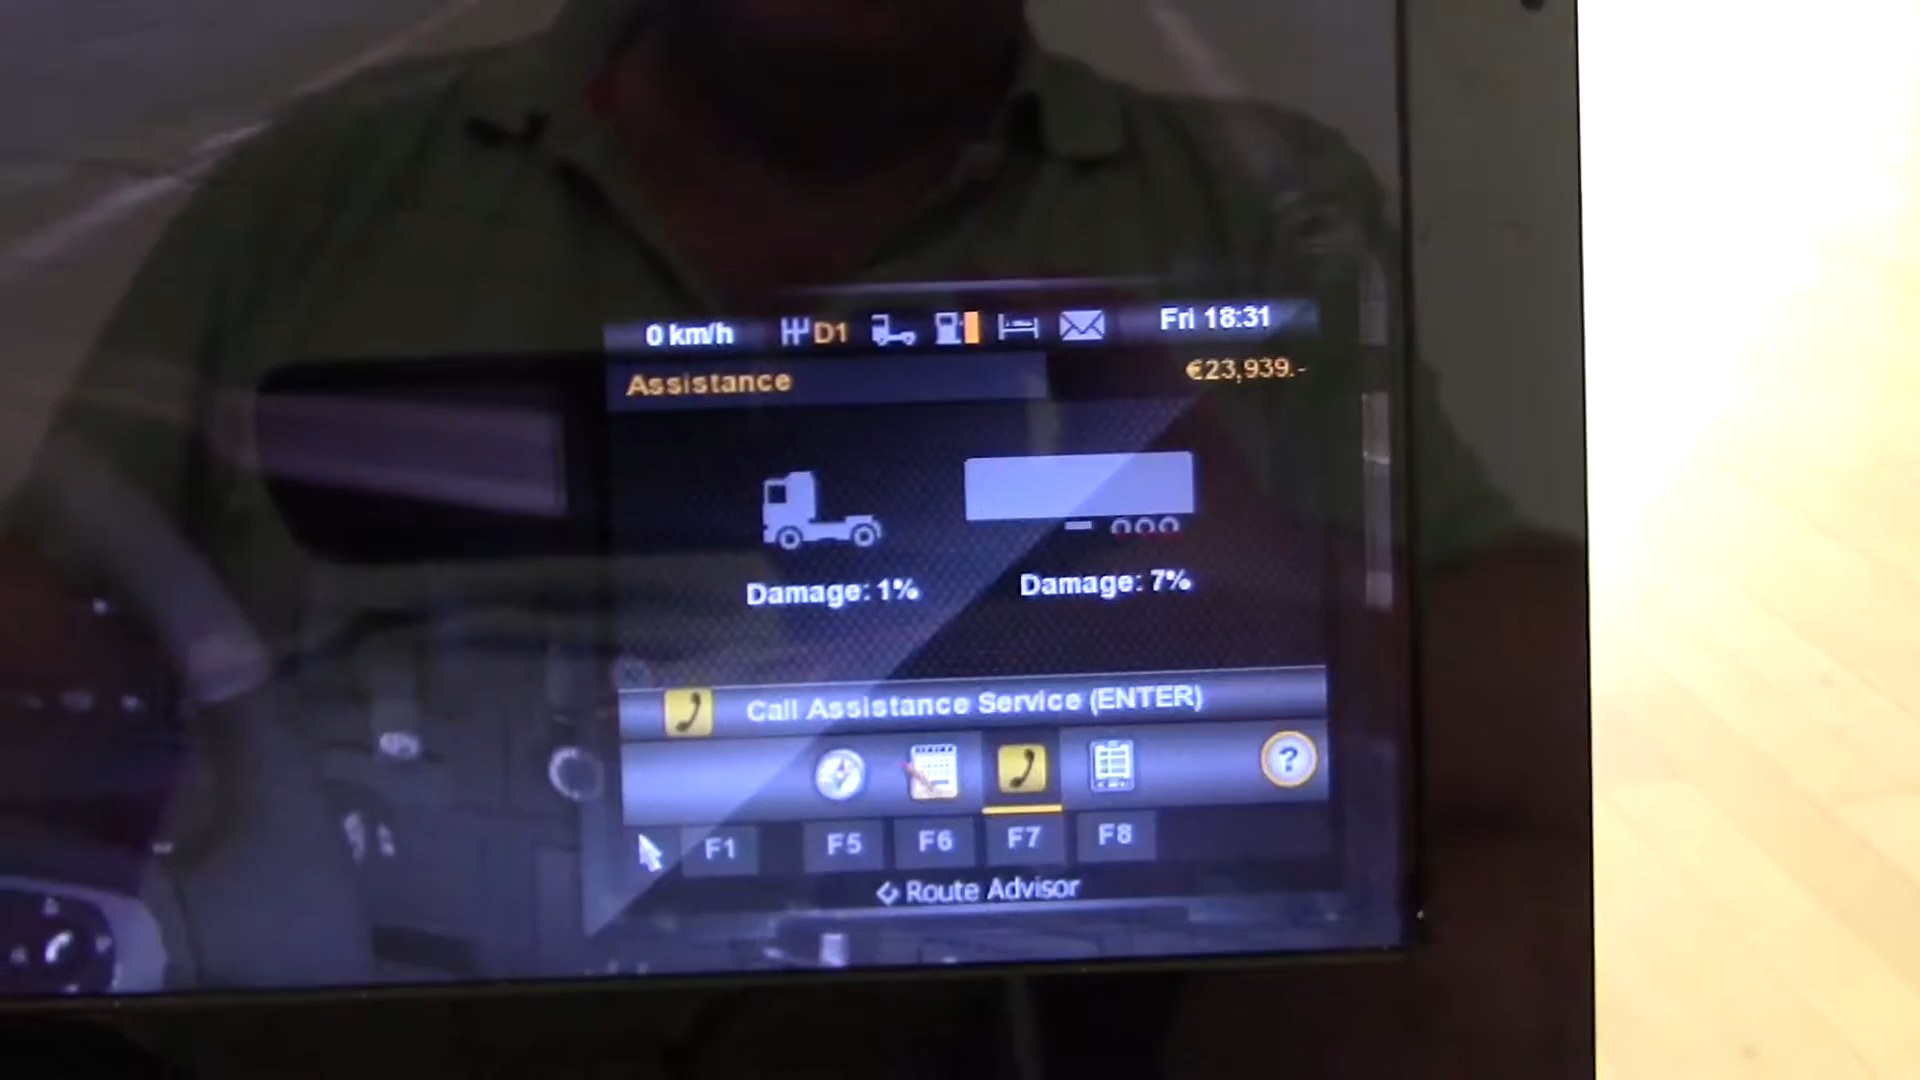 0 km/h D1 Fri 18:31
Assistance €23,939.-
Damage: 1% Damage: 7%
Call Assistance Service (ENTER)
?
F1 F5 F6 F7 F8
Route Advisor